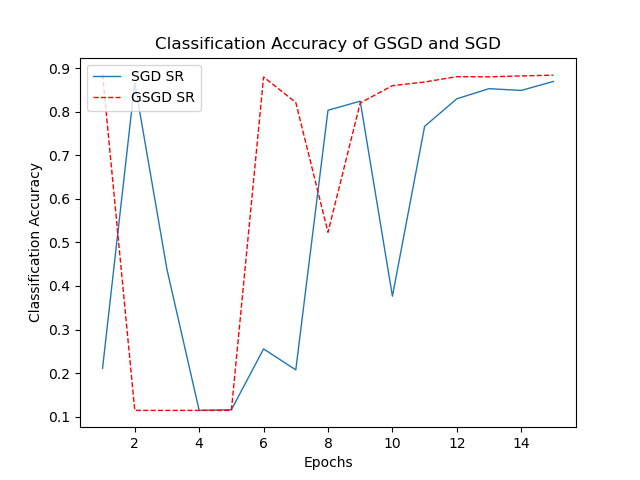 Classification Accuracy of GSGD and SGD
SGD SR
GSGD SR
Classification Accuracy
0.9
0.8
0.7
0.6
0.5
0.4
0.3
0.2
0.1
2 4 6 8 10 12 14
Epochs